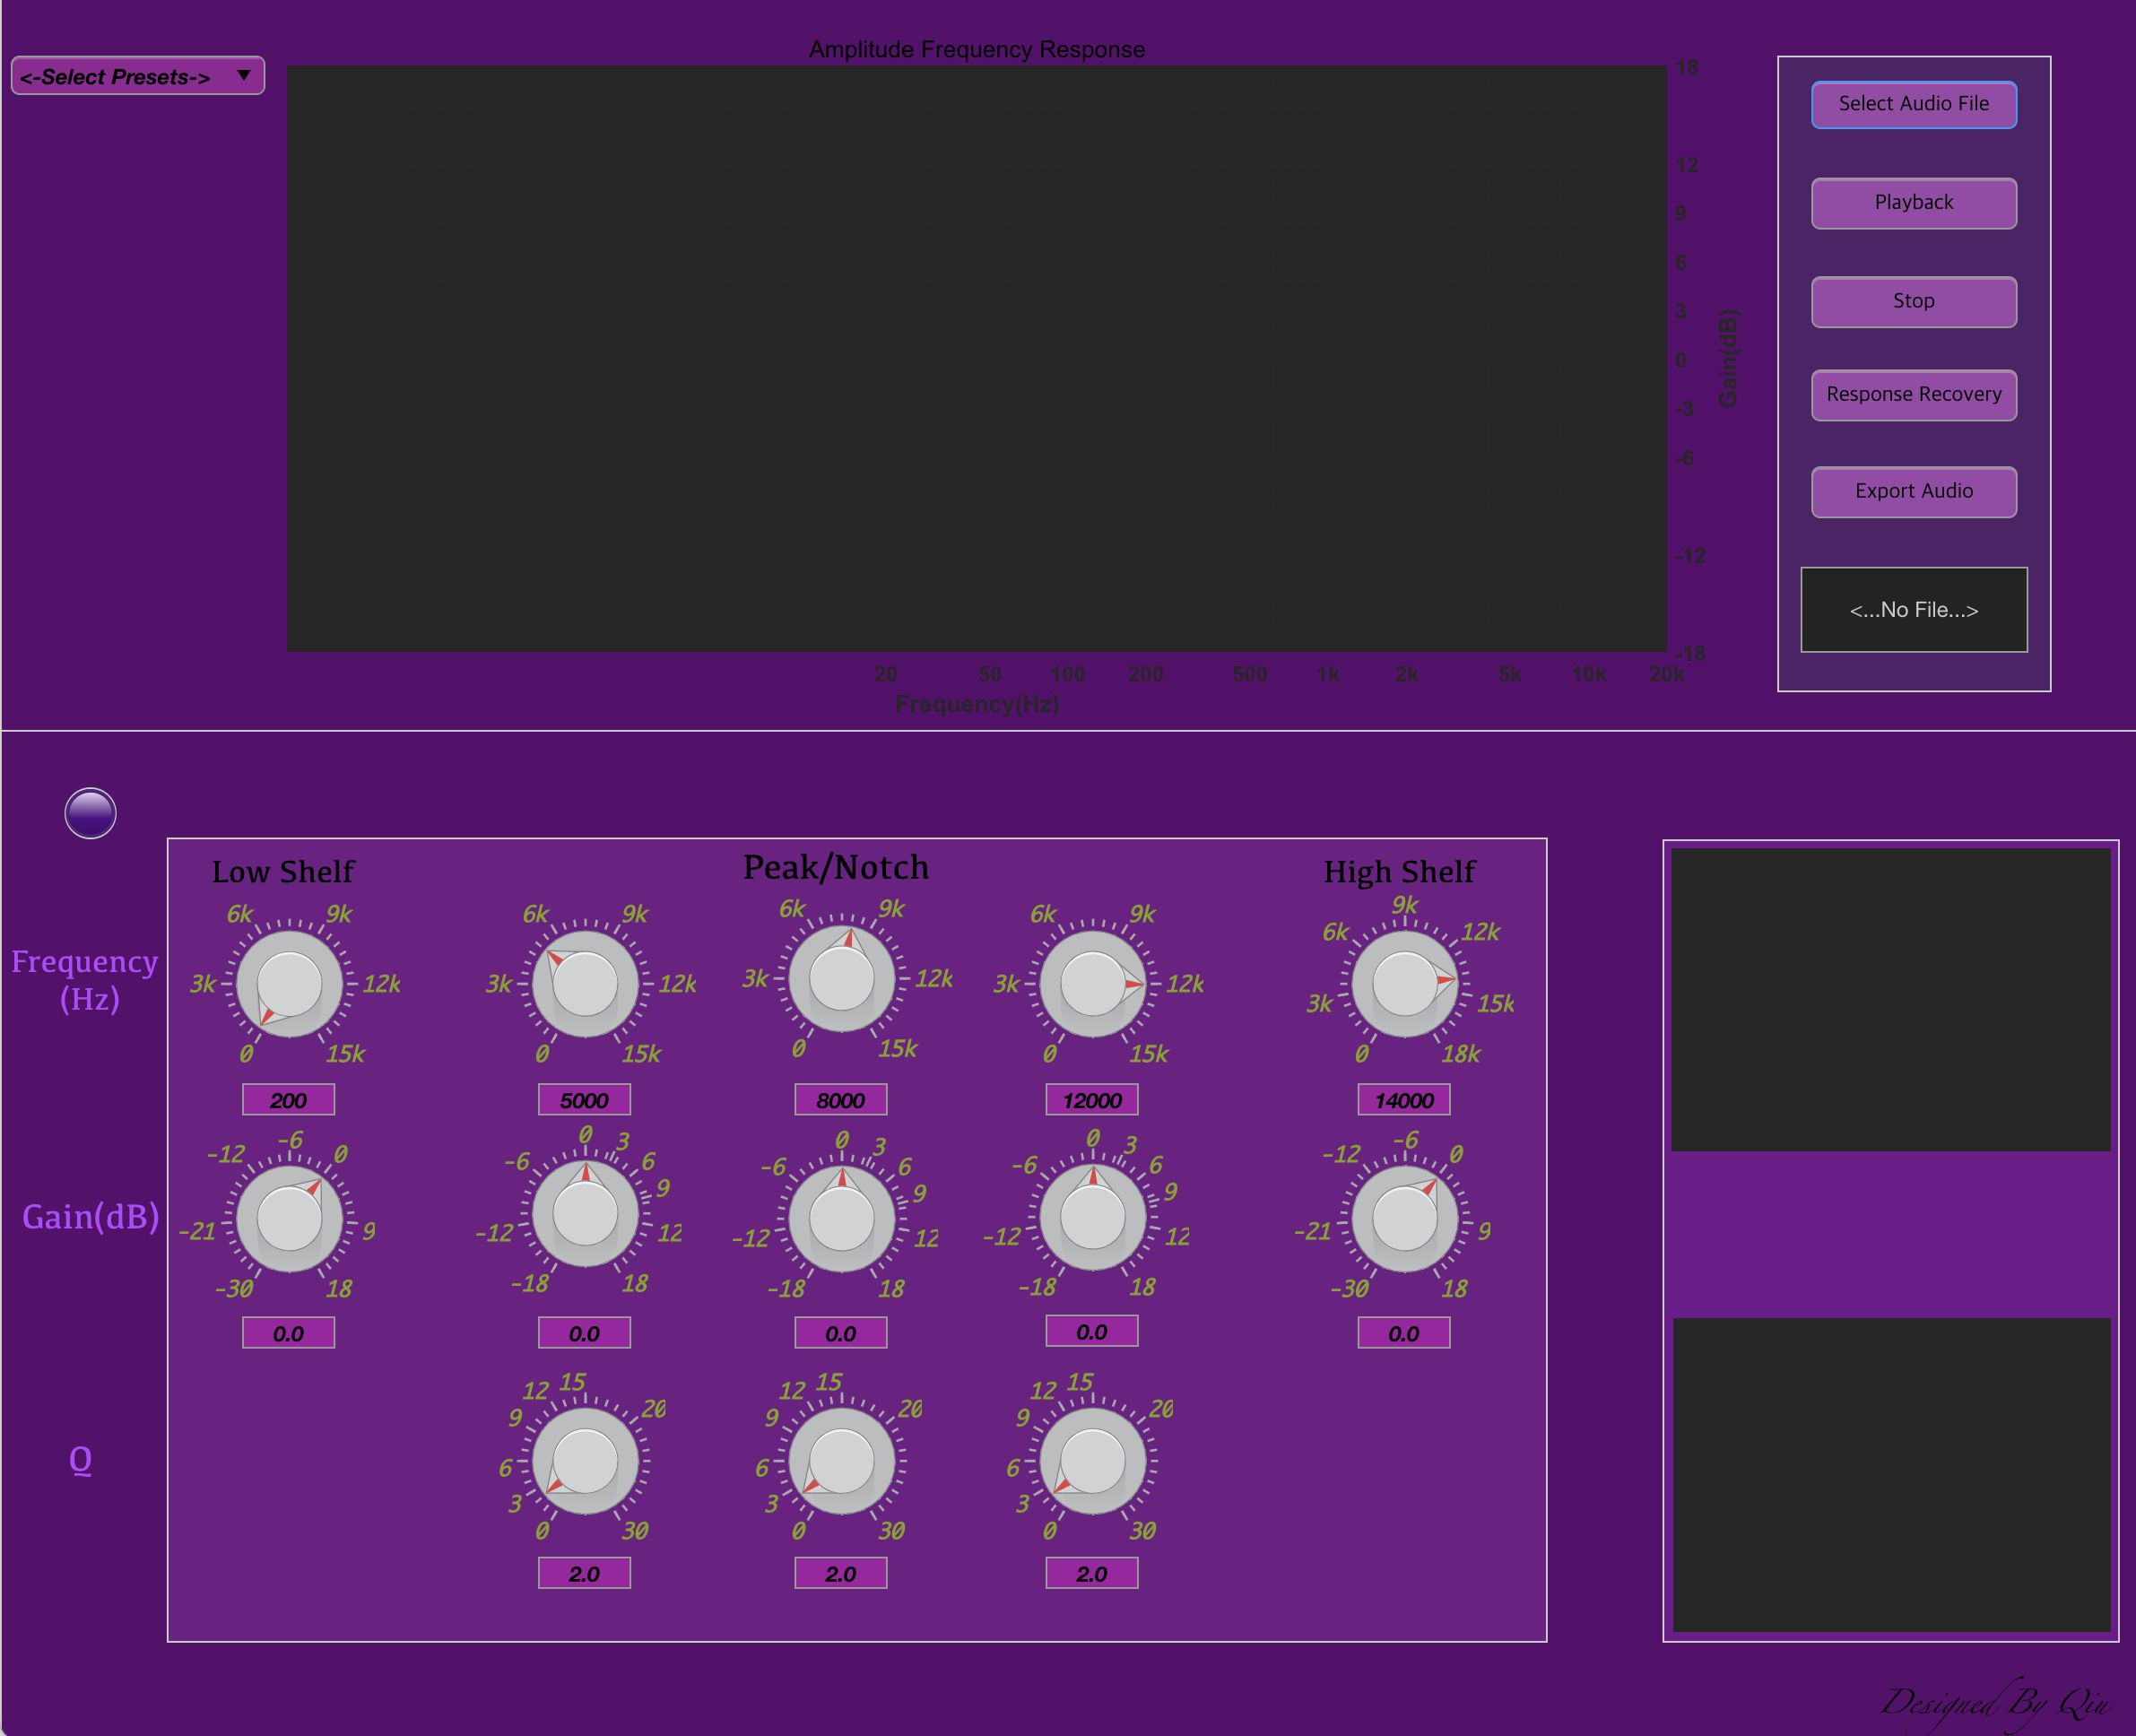 Amplitude Frequency Response
<-Select Presets->
18
12
9
6
3
0
-3
-6
-12
-18
Gain(dB)
20 50 100 200 500 1k 2k 5k 10k 20k
Frequency(Hz)
Select Audio File
Playback
Stop
Response Recovery
Export Audio
<...No File...>
Low Shelf Peak/Notch High Shelf
Frequency
(Hz)
0 3k 6k 9k 12k 15k
0 3k 6k 9k 12k 15k
0 3k 6k 9k 12k 15k
0 3k 6k 9k 12k 15k
0 3k 6k 9k 12k 15k 18k
200 5000 8000 12000 14000
Gain(dB)
-30 -21 -12 -6 0 9 18
-18 -12 -6 0 3 6 9 12 18
-18 -12 -6 0 3 6 9 12 18
-18 -12 -6 0 3 6 9 12 18
-30 -21 -12 -6 0 9 18
0.0 0.0 0.0 0.0 0.0
Q
0 3 6 9 12 15 20 30
0 3 6 9 12 15 20 30
0 3 6 9 12 15 20 30
2.0 2.0 2.0
Designed By Qiu